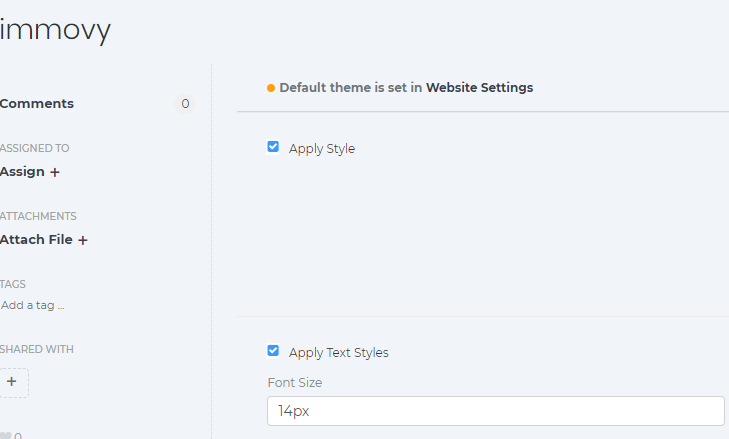 immovy
Comments 0
ASSIGNED TO
Assign +
ATTACHMENTS
Attach File +
TAGS
Add a tag ...
SHARED WITH
+
0
Default theme is set in Website Settings
Apply Style
Apply Text Styles
Font Size
14px